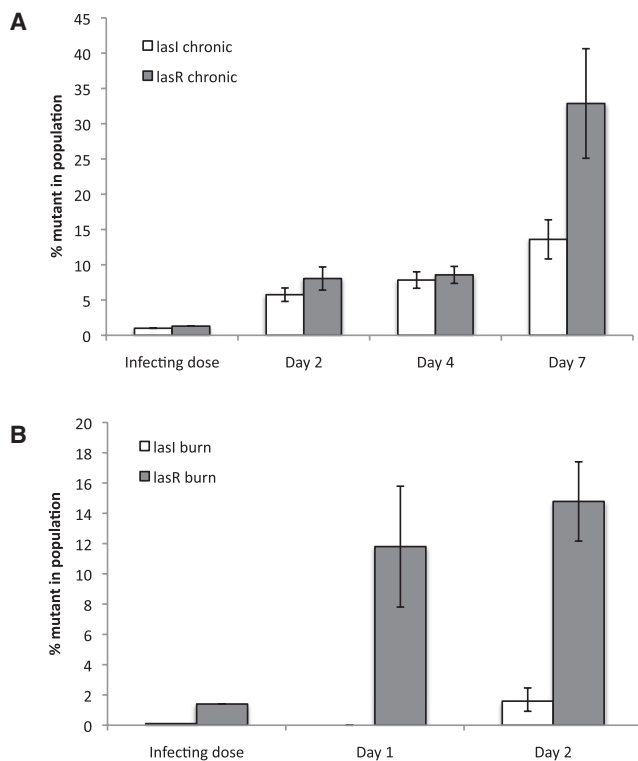 A
45
40
35
30
25
20
15
10
5
0
% mutant in population
lasI chronic
lasR chronic
Infecting dose Day 2 Day 4 Day 7
B
20
18
16
14
12
10
8
6
4
2
0
% mutant in population
lasI burn
lasR burn
Infecting dose Day 1 Day 2